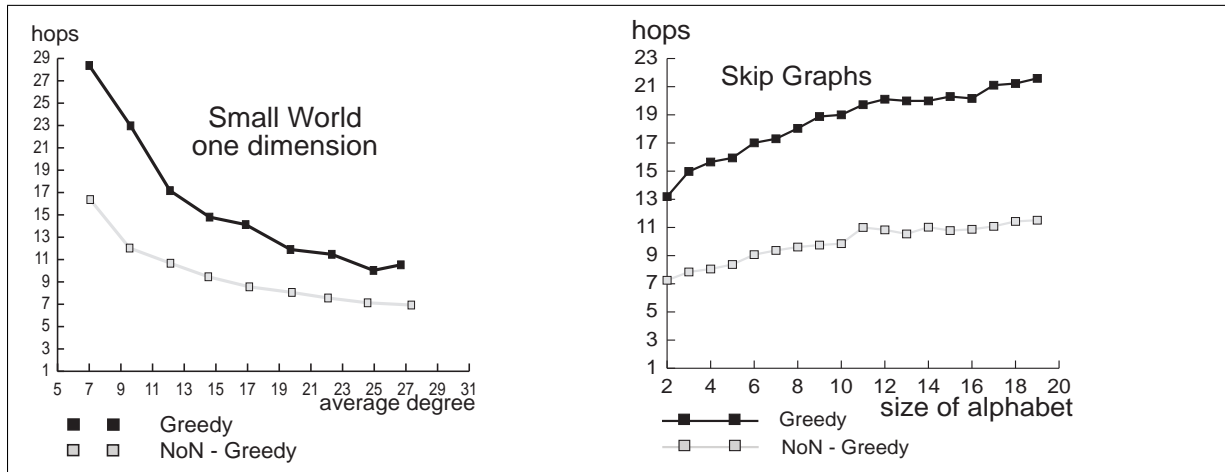 hops
29
27
25
23
21
19
17
15
13
11
9
7
5
3
1
Small World
one dimension
5 7 9 11 13 15 17 19 21 23 25 27 29 31
average degree
Greedy
NoN - Greedy
hops
23
21
19
17
15
13
11
9
7
5
3
1
Skip Graphs
2 4 6 8 10 12 14 16 18 20
size of alphabet
Greedy
NoN - Greedy